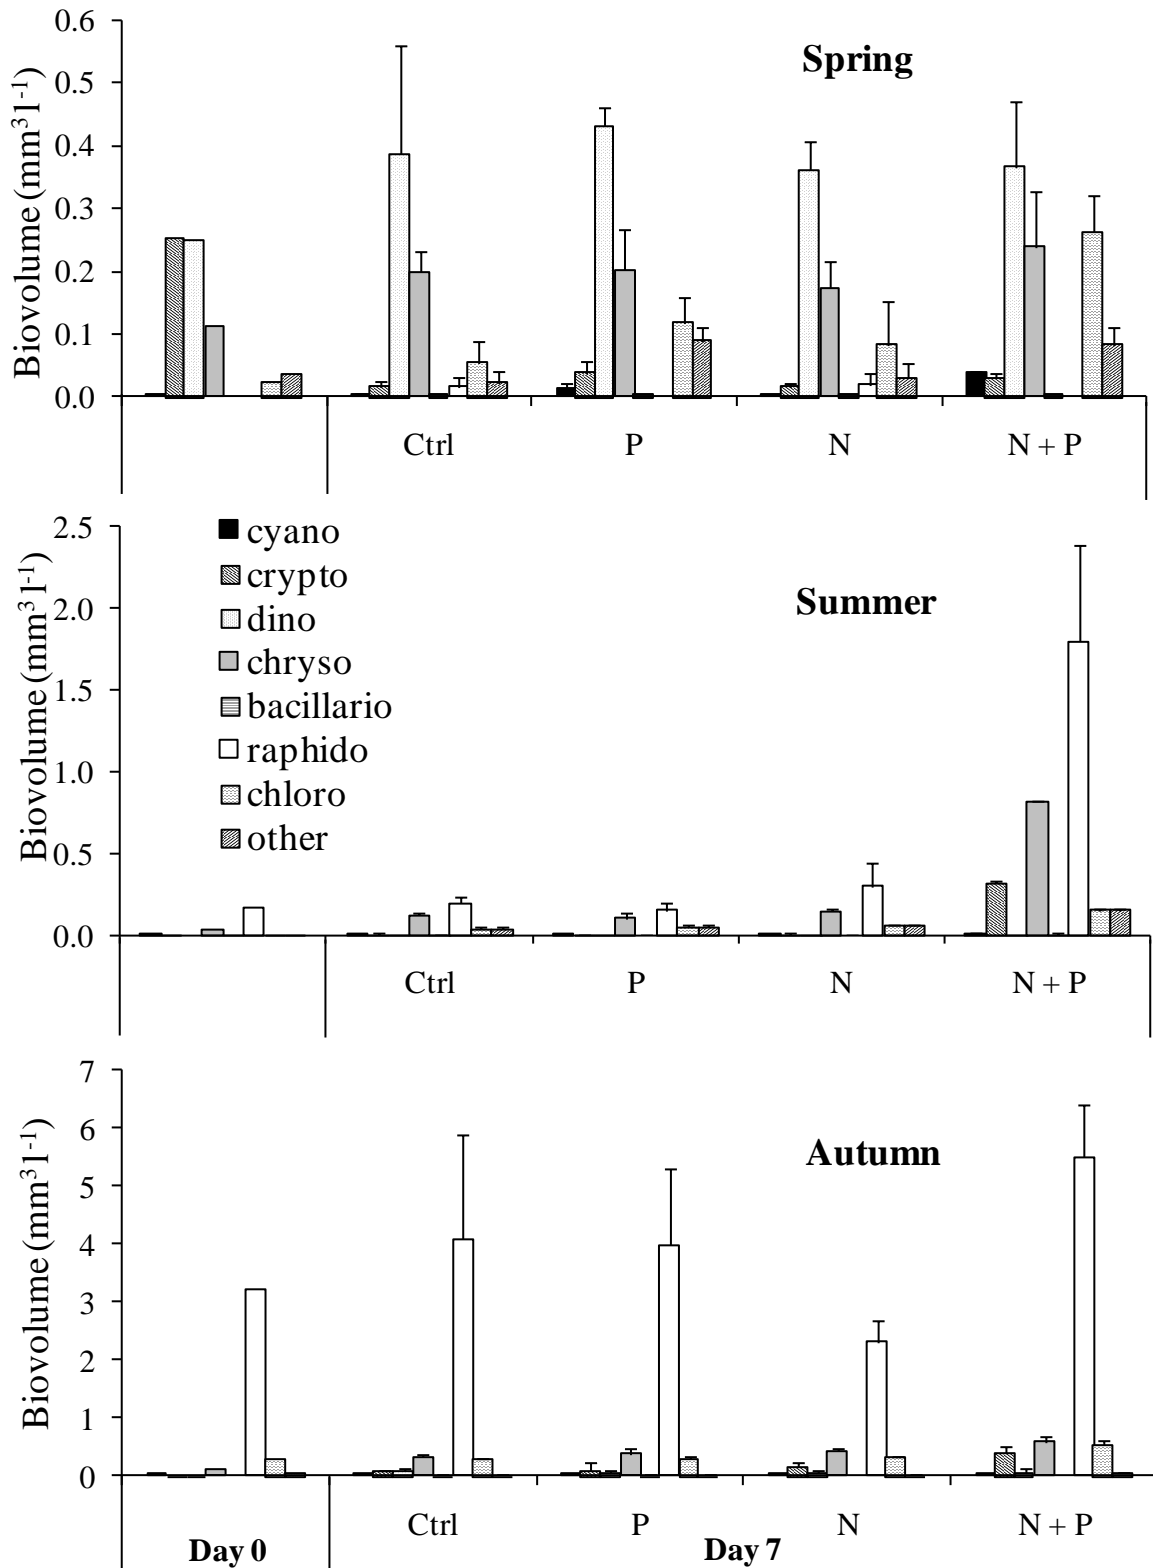 0.6
Spring
0.5
0.4
0.3
0.2
0.1
0.0
Biovolume (mm³ l⁻¹)
Ctrl P N N + P
2.5
cyano
crypto
Summer
2.0
dino
chryso
1.5
bacillario
raphido
1.0
chloro
other
0.5
0.0
Biovolume (mm³ l⁻¹)
Ctrl P N N + P
7
6
Autumn
5
4
3
2
1
0
Biovolume (mm³ l⁻¹)
Ctrl P N N + P
Day 0 Day 7